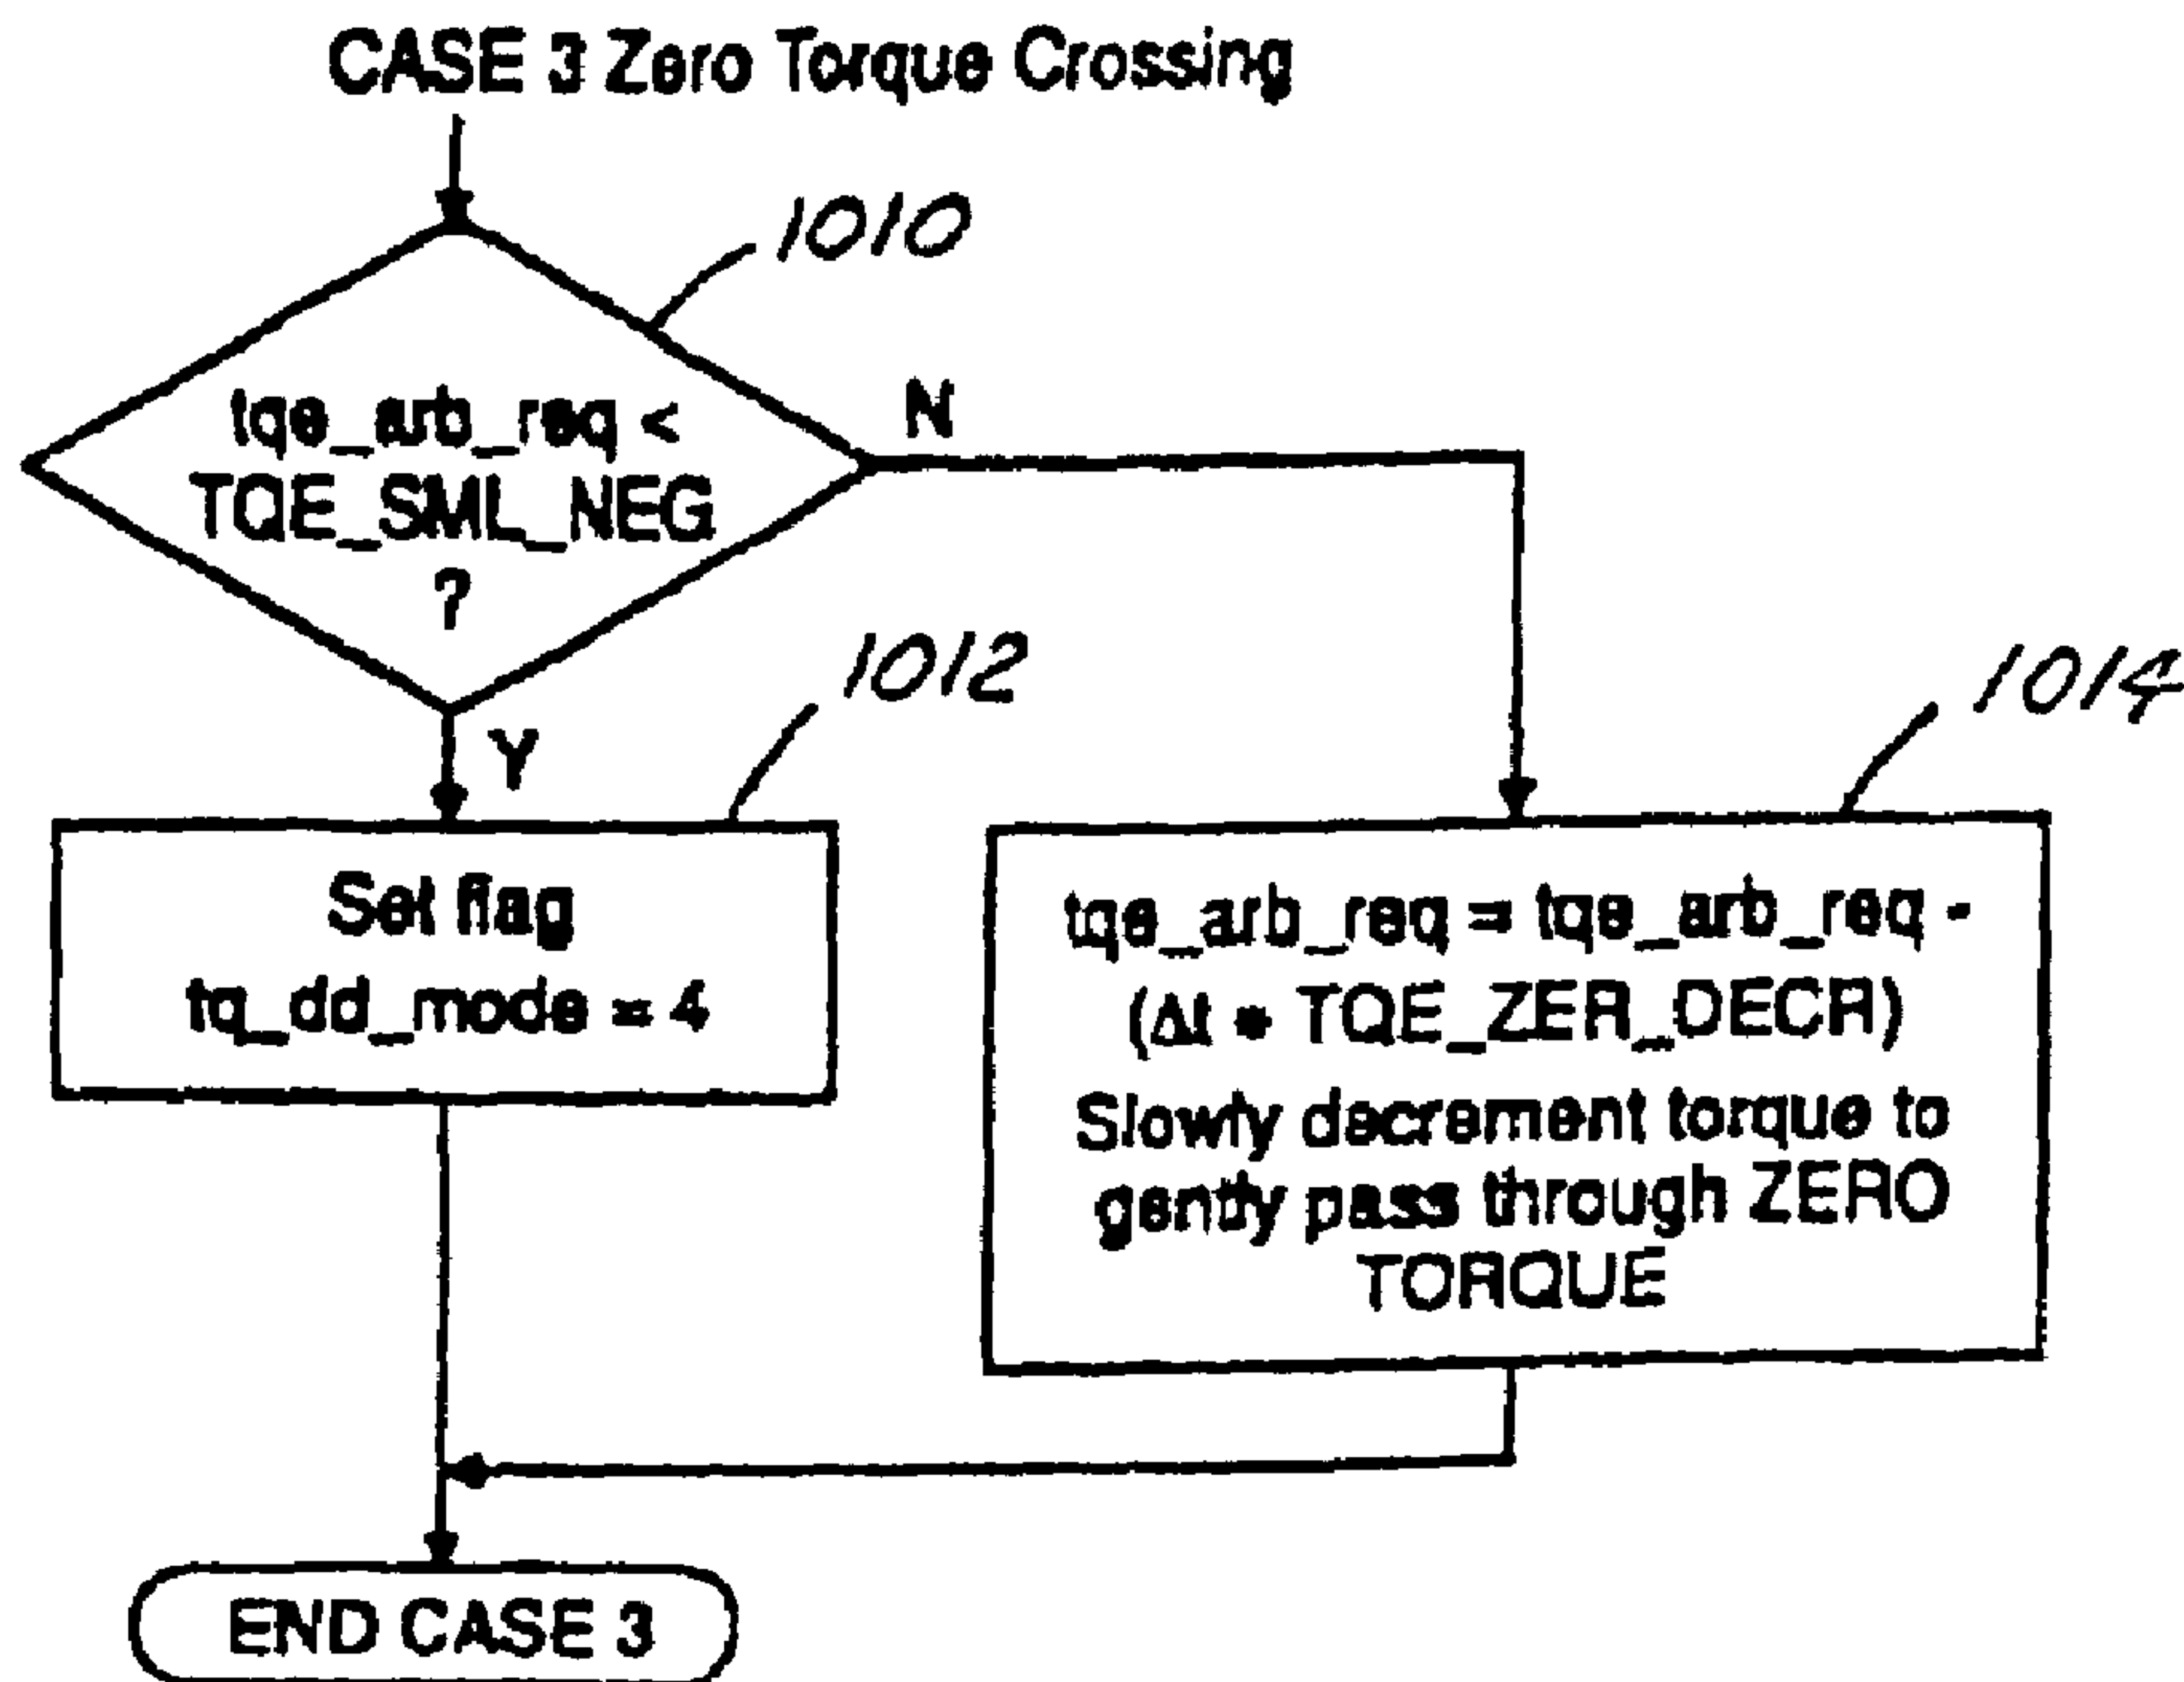 CASE 3 Zero Torque Crossing
1010
tqe_arb_req <
TQE_SML_NEG
?
N
Y
1012
1014
Set flag
tq_dd_mode = 4
tqe_arb_req = tqe_arb_req -
(Δt * TQE_ZER_DECR)
Slowly decrement torque to
gently pass through ZERO
TORQUE
END CASE 3